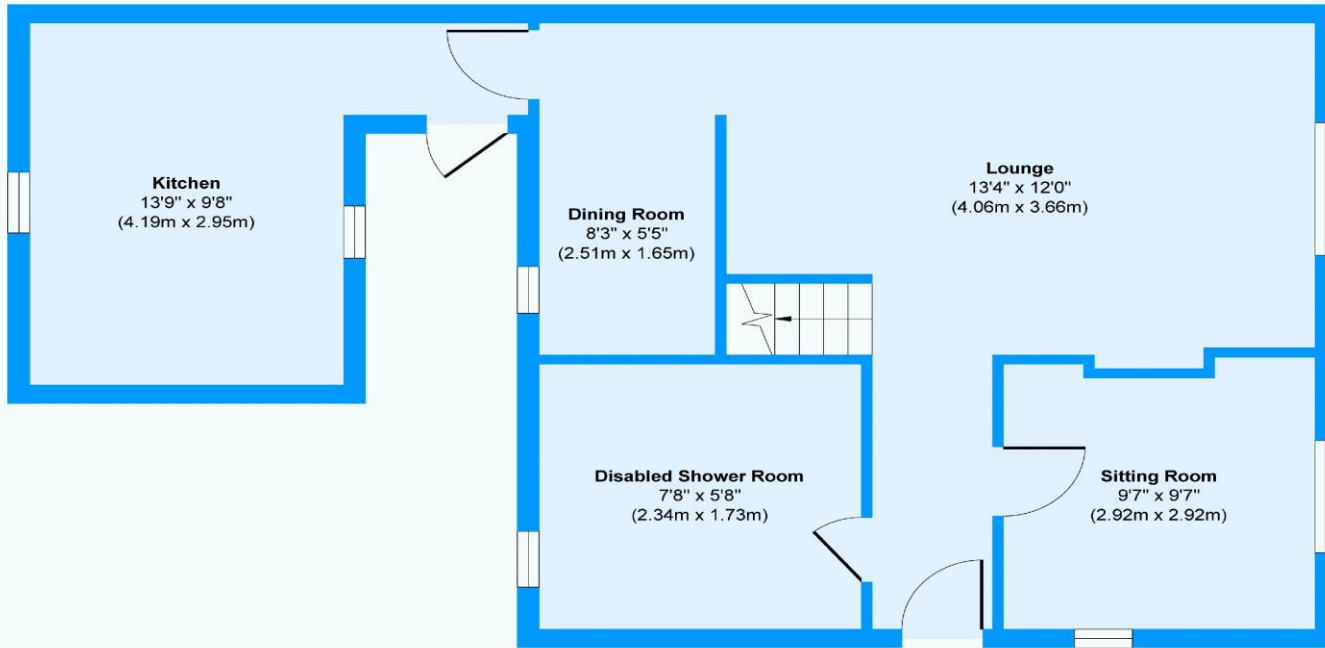 Kitchen
13'9" x 9'8"
(4.19m x 2.95m)
Dining Room
8'3" x 5'5"
(2.51m x 1.65m)
Lounge
13'4" x 12'0"
(4.06m x 3.66m)
Disabled Shower Room
7'8" x 5'8"
(2.34m x 1.73m)
Sitting Room
9'7" x 9'7"
(2.92m x 2.92m)